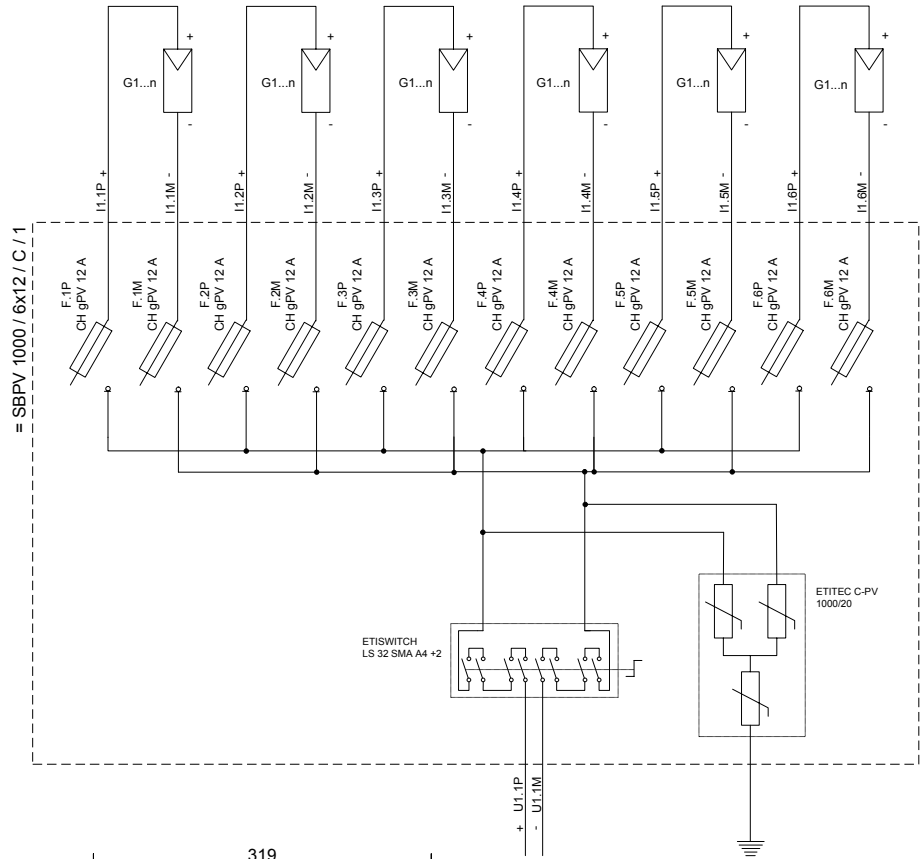 + + + + + +
G1...n G1...n G1...n G1...n G1...n G1...n
- - - - - -
I1.1P +
I1.1M -
I1.2P +
I1.2M -
I1.3P +
I1.3M -
I1.4P +
I1.4M -
I1.5P +
I1.5M -
I1.6P +
I1.6M -
= SBPV 1000 / 6x12 / C / 1
F.1P
CH gPV 12 A
F.1M
CH gPV 12 A
F.2P
CH gPV 12 A
F.2M
CH gPV 12 A
F.3P
CH gPV 12 A
F.3M
CH gPV 12 A
F.4P
CH gPV 12 A
F.4M
CH gPV 12 A
F.5P
CH gPV 12 A
F.5M
CH gPV 12 A
F.6P
CH gPV 12 A
F.6M
CH gPV 12 A
ETITEC C-PV
1000/20
ETISWITCH
LS 32 SMA A4 +2
+ U1.1P
- U1.1M
319